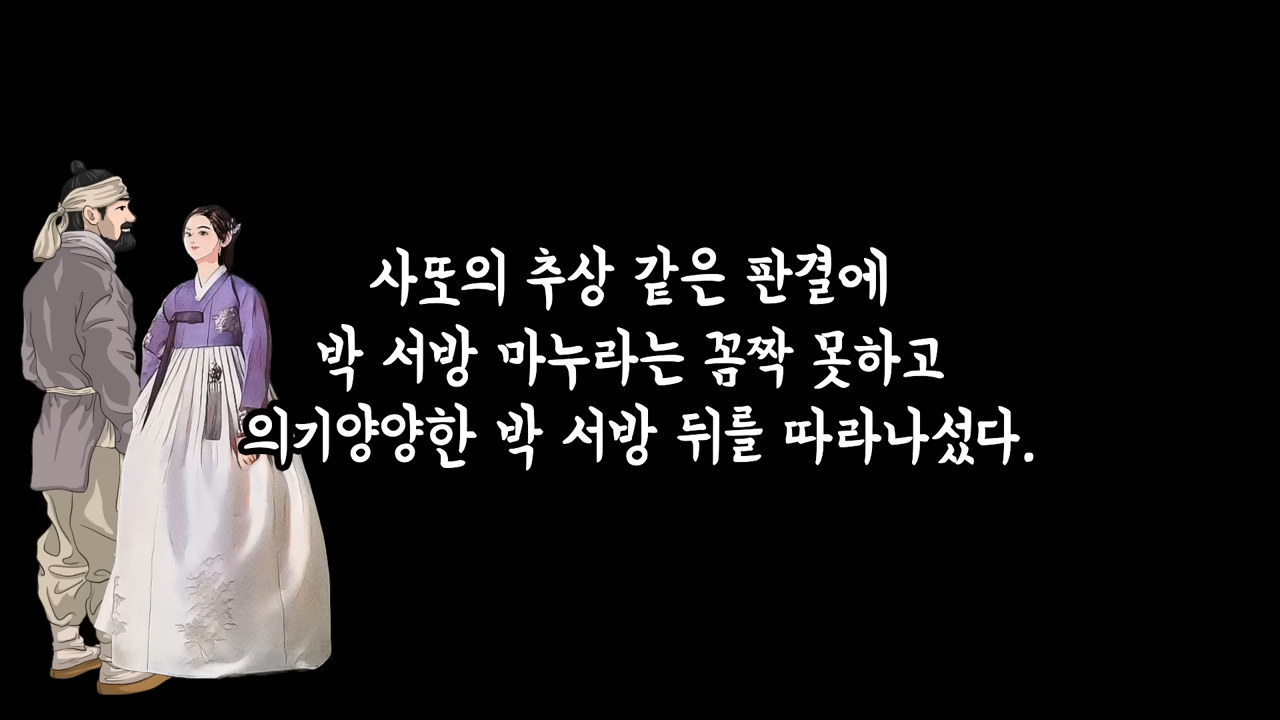 사또의 추상 같은 판결에
박 서방 마누라는 꼼짝 못하고
의기양양한 박 서방 뒤를 따라나섰다.